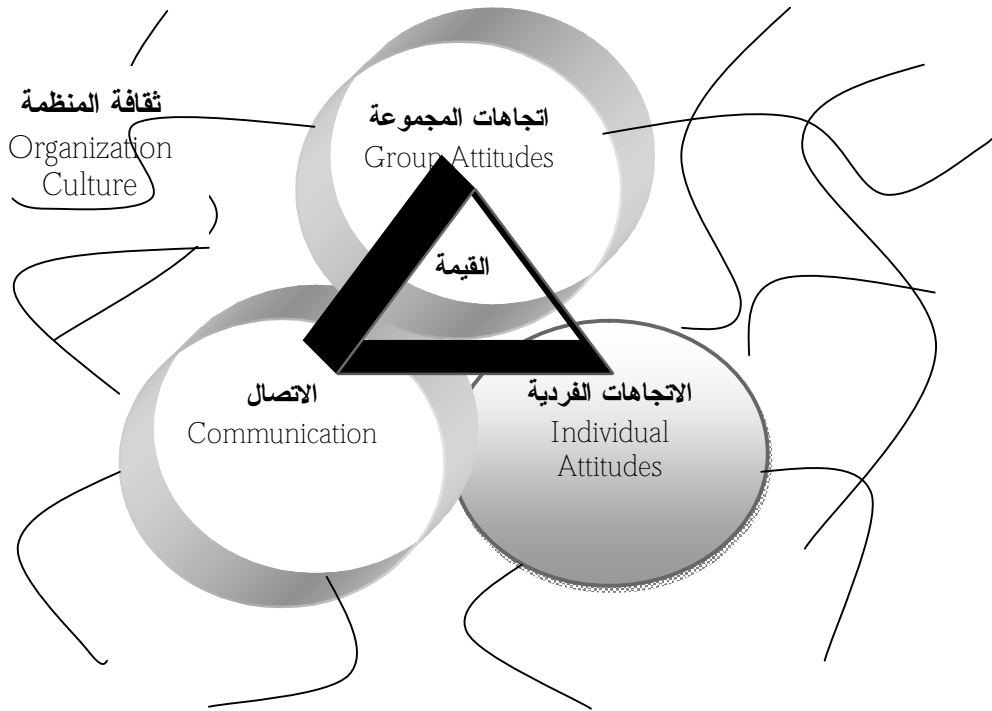 ثقافة المنظمة
Organization
Culture
اتجاهات المجموعة
Group Attitudes
القيمة
الاتصال
Communication
الاتجاهات الفردية
Individual
Attitudes